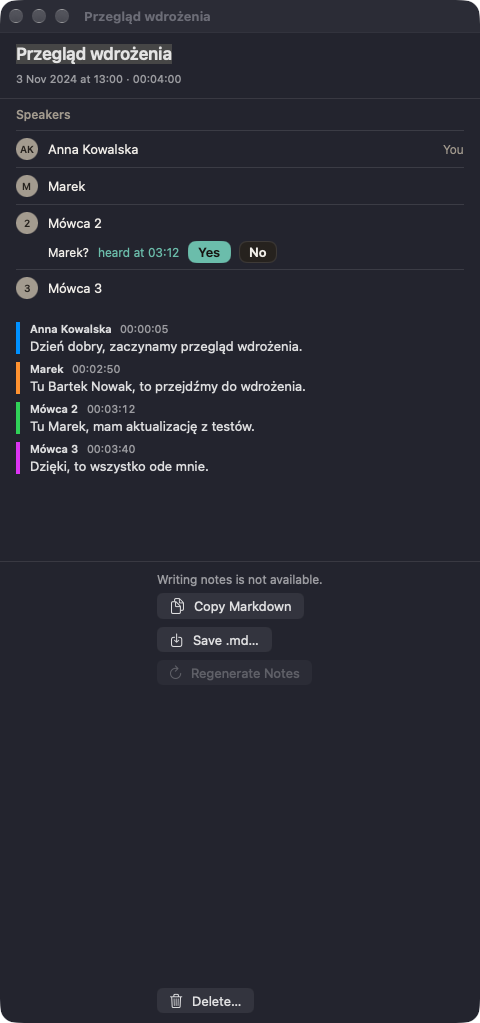 Przegląd wdrożenia
Przegląd wdrożenia
3 Nov 2024 at 13:00 · 00:04:00
Speakers
AK Anna Kowalska You
M Marek
2 Mówca 2
Marek? heard at 03:12 Yes No
3 Mówca 3
Anna Kowalska 00:00:05
Dzień dobry, zaczynamy przegląd wdrożenia.
Marek 00:02:50
Tu Bartek Nowak, to przejdźmy do wdrożenia.
Mówca 2 00:03:12
Tu Marek, mam aktualizację z testów.
Mówca 3 00:03:40
Dzięki, to wszystko ode mnie.
Writing notes is not available.
Copy Markdown
Save .md...
Regenerate Notes
Delete...